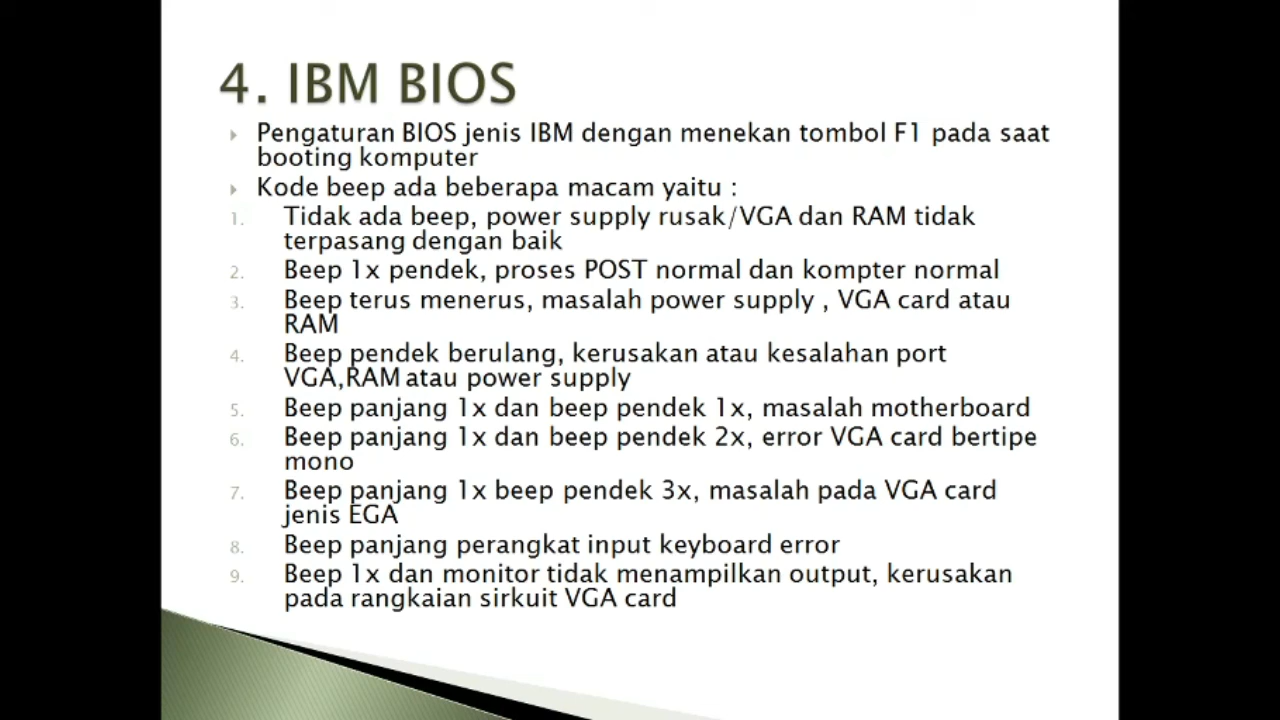 4. IBM BIOS
Pengaturan BIOS jenis IBM dengan menekan tombol F1 pada saat
booting komputer
Kode beep ada beberapa macam yaitu :
1. Tidak ada beep, power supply rusak/VGA dan RAM tidak
terpasang dengan baik
2. Beep 1x pendek, proses POST normal dan kompter normal
3. Beep terus menerus, masalah power supply , VGA card atau
RAM
4. Beep pendek berulang, kerusakan atau kesalahan port
VGA,RAM atau power supply
5. Beep panjang 1x dan beep pendek 1x, masalah motherboard
6. Beep panjang 1x dan beep pendek 2x, error VGA card bertipe
mono
7. Beep panjang 1x beep pendek 3x, masalah pada VGA card
jenis EGA
8. Beep panjang perangkat input keyboard error
9. Beep 1x dan monitor tidak menampilkan output, kerusakan
pada rangkaian sirkuit VGA card